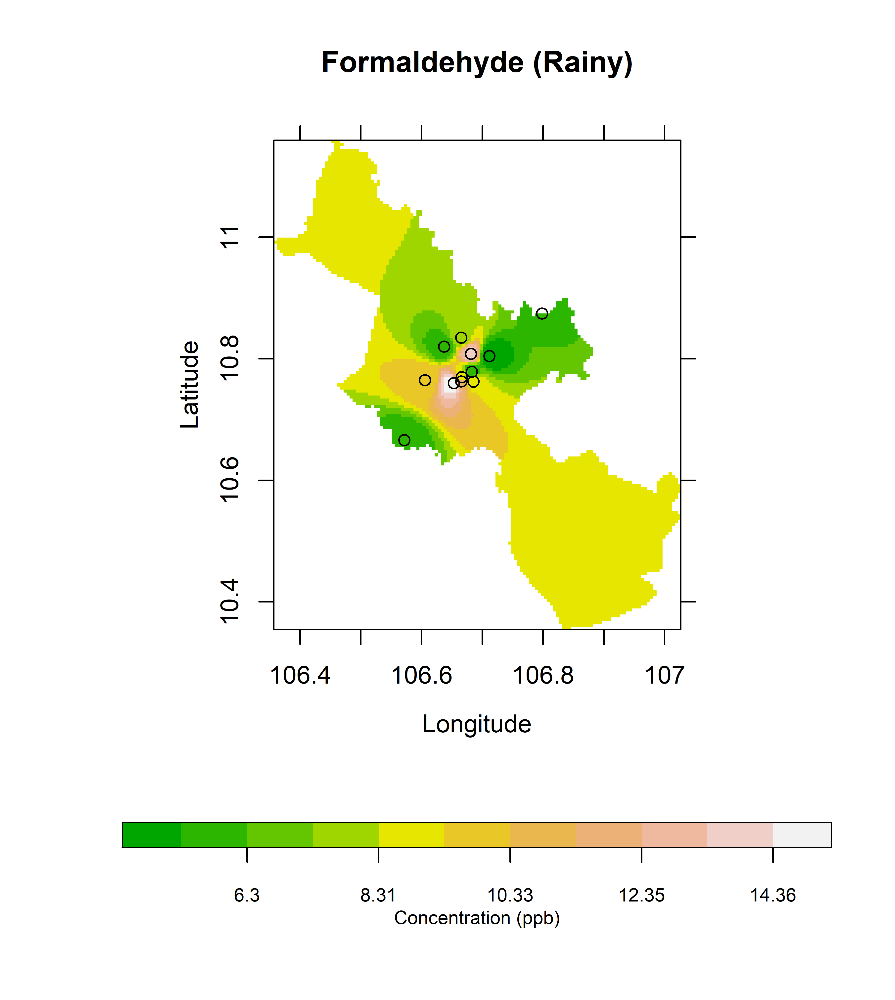 Formaldehyde (Rainy)
11
10.8
10.6
10.4
Latitude
106.4 106.6 106.8 107
Longitude
6.3 8.31 10.33 12.35 14.36
Concentration (ppb)